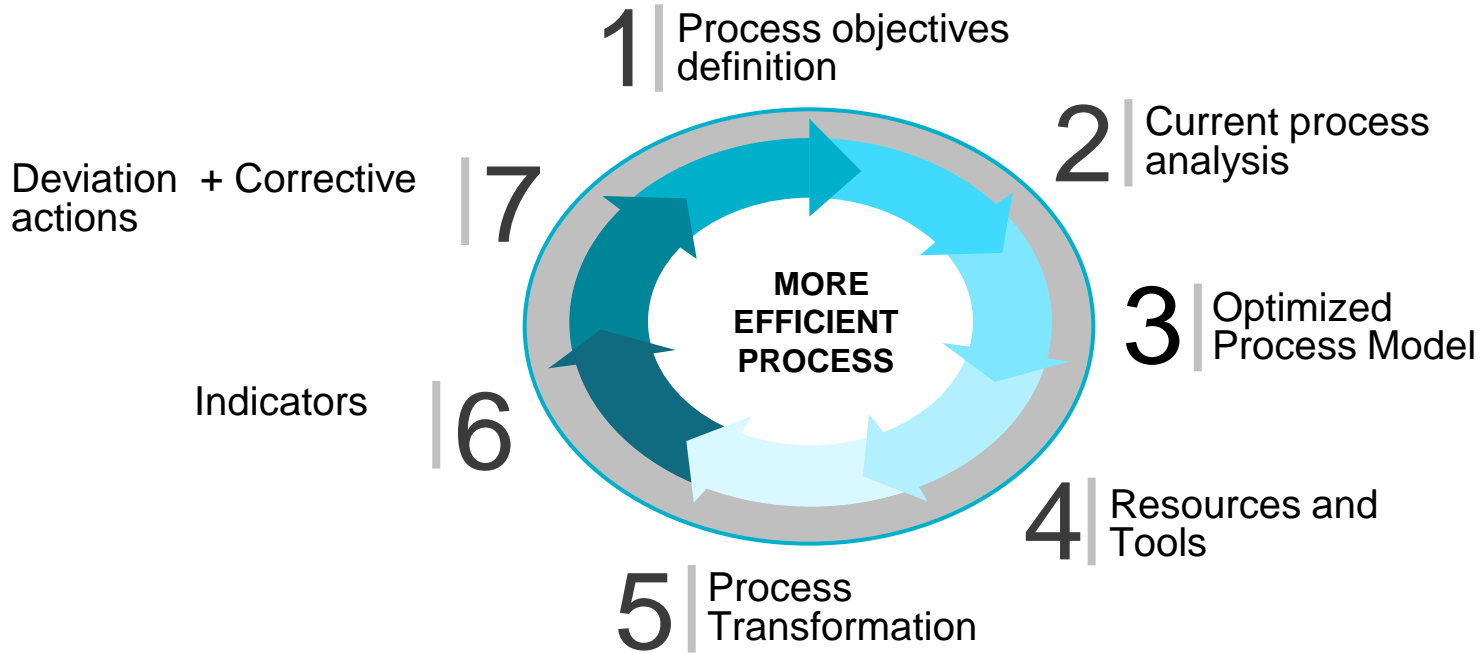 1
Process objectives
definition
2
Current process
analysis
3
Optimized
Process Model
4
Resources and
Tools
5
Process
Transformation
6
Indicators
7
Deviation + Corrective
actions
MORE
EFFICIENT
PROCESS